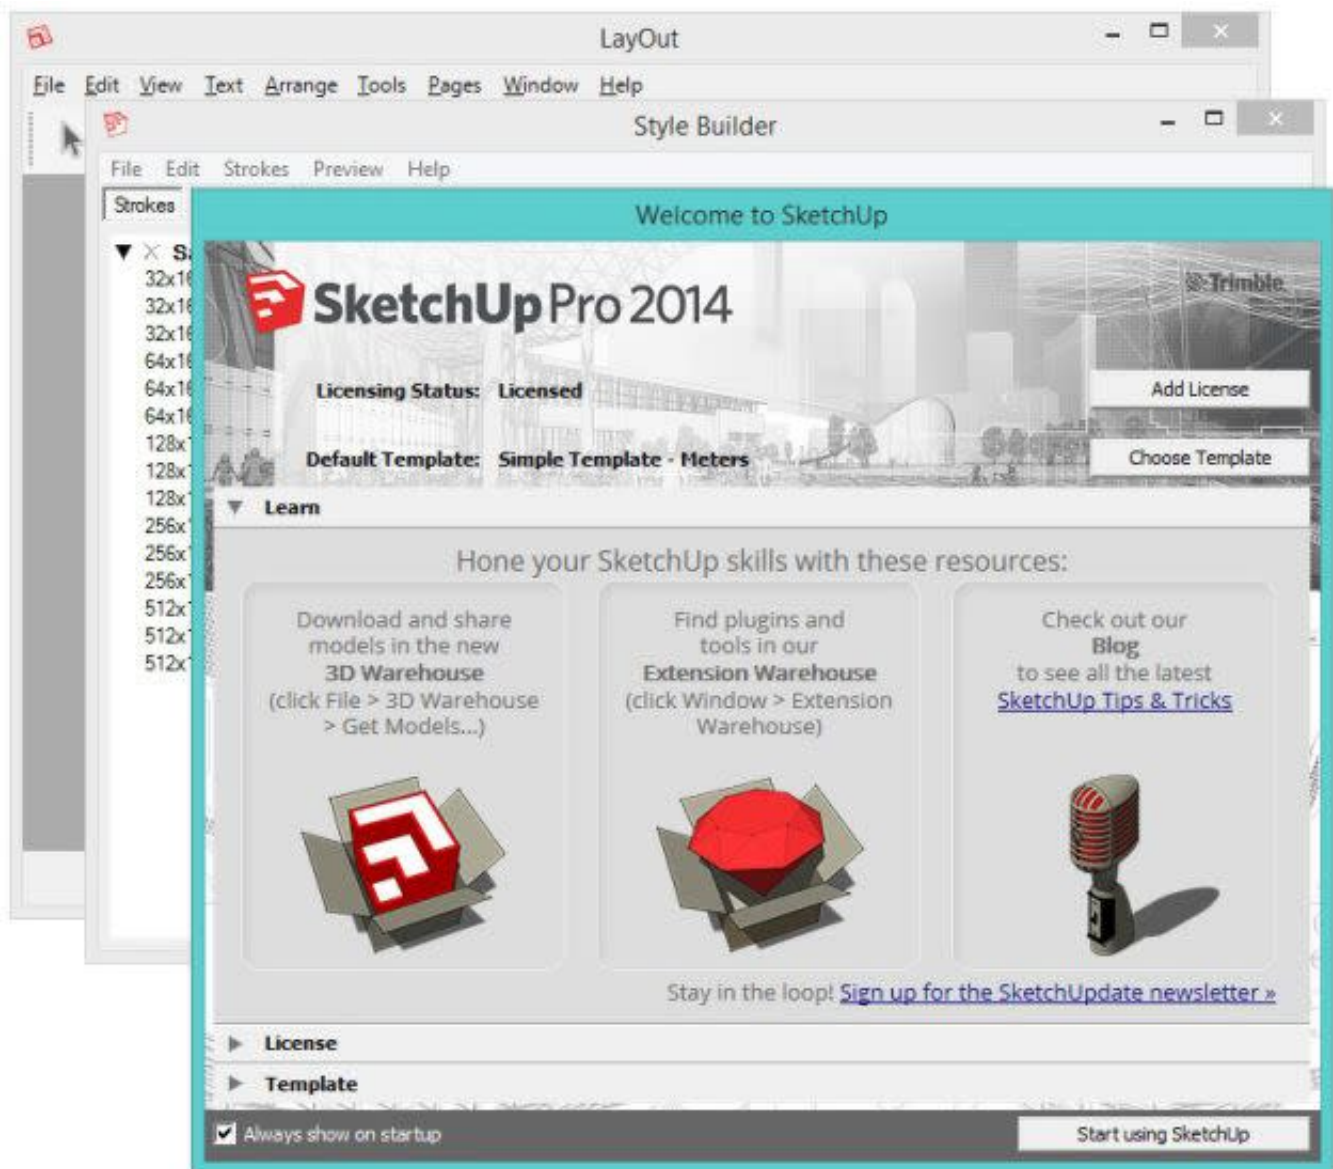 LayOut
File Edit View Text Arrange Tools Pages Window Help
Style Builder
File Edit Strokes Preview Help
Strokes
Welcome to SketchUp
SketchUp Pro 2014
Trimble
Licensing Status: Licensed
Add License
Default Template: Simple Template - Meters
Choose Template
Learn
Hone your SketchUp skills with these resources:
Download and share
models in the new
3D Warehouse
(click File > 3D Warehouse
> Get Models...)
Find plugins and
tools in our
Extension Warehouse
(click Window > Extension
Warehouse)
Check out our
Blog
to see all the latest
SketchUp Tips & Tricks
Stay in the loop! Sign up for the SketchUpdate newsletter »
License
Template
Always show on startup
Start using SketchUp